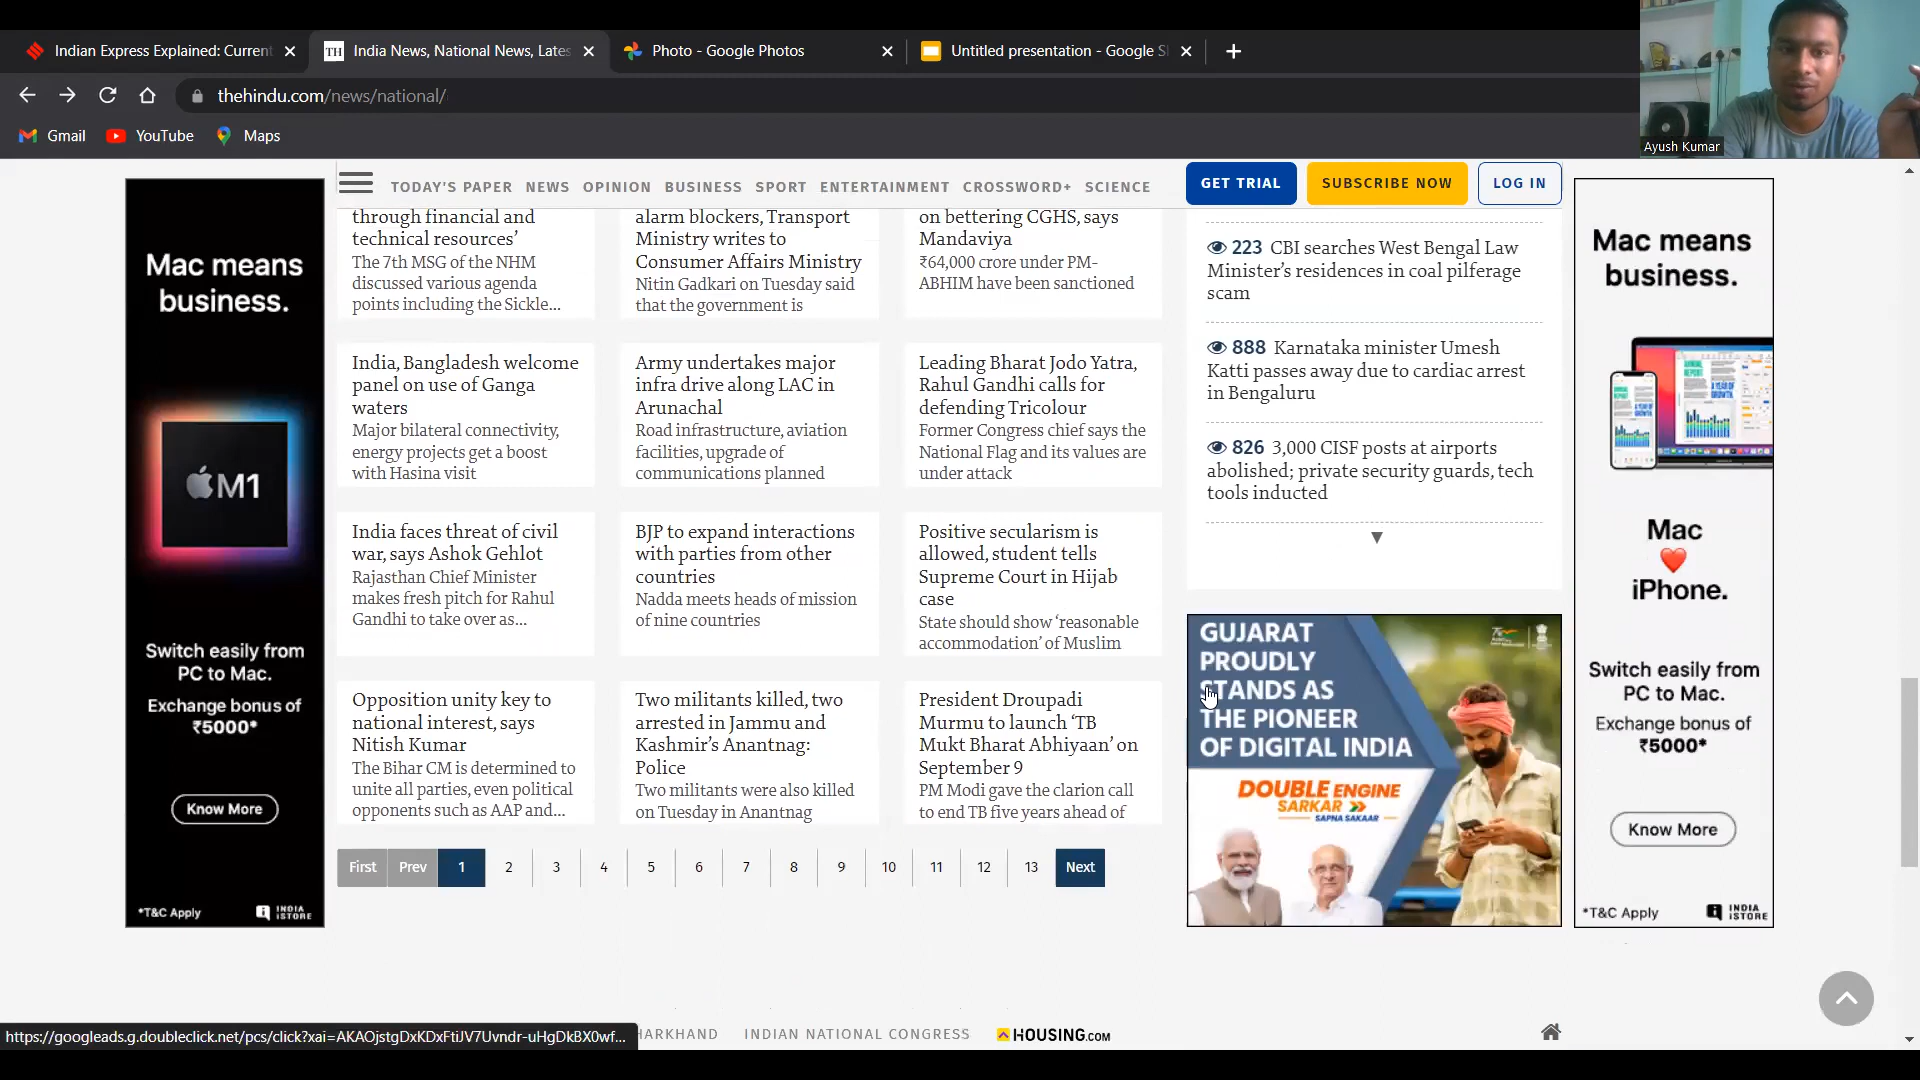 Indian Express Explained: Current
India News, National News, Lates
Photo - Google Photos
Untitled presentation - Google Sl
thehindu.com/news/national/
Gmail
YouTube
Maps
Ayush Kumar
TODAY'S PAPER NEWS OPINION BUSINESS SPORT ENTERTAINMENT CROSSWORD+ SCIENCE
GET TRIAL
SUBSCRIBE NOW
LOG IN
Mac means
business.
M1
Switch easily from
PC to Mac.
Exchange bonus of
₹5000*
Know More
*T&C Apply
INDIA
iSTORE
through financial and
technical resources’
The 7th MSG of the NHM
discussed various agenda
points including the Sickle...
alarm blockers, Transport
Ministry writes to
Consumer Affairs Ministry
Nitin Gadkari on Tuesday said
that the government is
on bettering CGHS, says
Mandaviya
₹64,000 crore under PM-
ABHIM have been sanctioned
India, Bangladesh welcome
panel on use of Ganga
waters
Major bilateral connectivity,
energy projects get a boost
with Hasina visit
Army undertakes major
infra drive along LAC in
Arunachal
Road infrastructure, aviation
facilities, upgrade of
communications planned
Leading Bharat Jodo Yatra,
Rahul Gandhi calls for
defending Tricolour
Former Congress chief says the
National Flag and its values are
under attack
India faces threat of civil
war, says Ashok Gehlot
Rajasthan Chief Minister
makes fresh pitch for Rahul
Gandhi to take over as...
BJP to expand interactions
with parties from other
countries
Nadda meets heads of mission
of nine countries
Positive secularism is
allowed, student tells
Supreme Court in Hijab
case
State should show ‘reasonable
accommodation’ of Muslim
Opposition unity key to
national interest, says
Nitish Kumar
The Bihar CM is determined to
unite all parties, even political
opponents such as AAP and...
Two militants killed, two
arrested in Jammu and
Kashmir’s Anantnag:
Police
Two militants were also killed
on Tuesday in Anantnag
President Droupadi
Murmu to launch ‘TB
Mukt Bharat Abhiyaan’ on
September 9
PM Modi gave the clarion call
to end TB five years ahead of
First Prev 1 2 3 4 5 6 7 8 9 10 11 12 13 Next
223 CBI searches West Bengal Law
Minister’s residences in coal pilferage
scam
888 Karnataka minister Umesh
Katti passes away due to cardiac arrest
in Bengaluru
826 3,000 CISF posts at airports
abolished; private security guards, tech
tools inducted
GUJARAT
PROUDLY
STANDS AS
THE PIONEER
OF DIGITAL INDIA
DOUBLE ENGINE
SARKAR
SAPNA SAKAAR
Mac means
business.
Mac
iPhone.
Switch easily from
PC to Mac.
Exchange bonus of
₹5000*
Know More
*T&C Apply
INDIA
iSTORE
https://googleads.g.doubleclick.net/pcs/click?xai=AKAOjstgDxKDxFtiJV7Uvndr-uHgDkBX0wf...
HARKHAND INDIAN NATIONAL CONGRESS HOUSING.COM